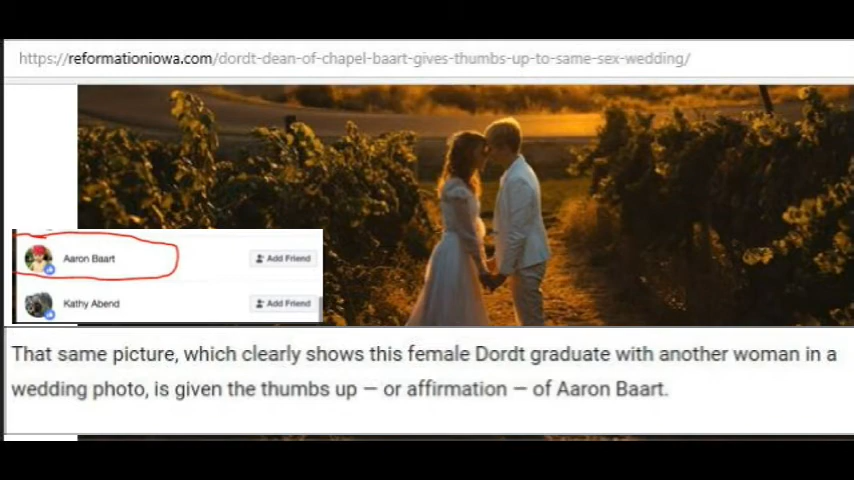 https://reformationiowa.com/dordt-dean-of-chapel-baart-gives-thumbs-up-to-same-sex-wedding/
Aaron Baart Add Friend
Kathy Abend Add Friend
That same picture, which clearly shows this female Dordt graduate with another woman in a
wedding photo, is given the thumbs up — or affirmation — of Aaron Baart.